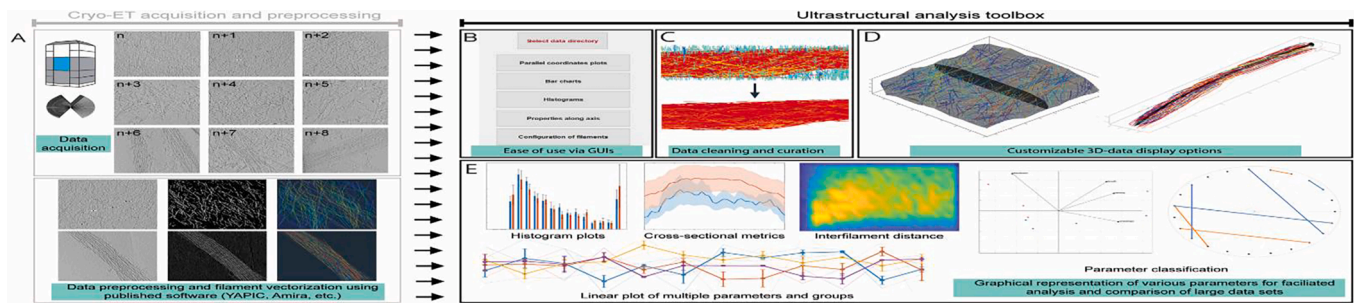 Cryo-ET acquisition and preprocessing
Ultrastructural analysis toolbox
A
n
n+1
n+2
n+3
n+4
n+5
n+6
n+7
n+8
Data
acquisition
Data preprocessing and filament vectorization using
published software (YAPIC, Amira, etc.)
B
Select data directory
Parallel coordinates plots
Bar charts
Histograms
Properties along axis
Configuration of filaments
Ease of use via GUIs
C
Data cleaning and curation
D
Customizable 3D-data display options
E
Histogram plots
Cross-sectional metrics
Interfilament distance
Linear plot of multiple parameters and groups
Parameter classification
Graphical representation of various parameters for faciliated
analysis and comparison of large data sets